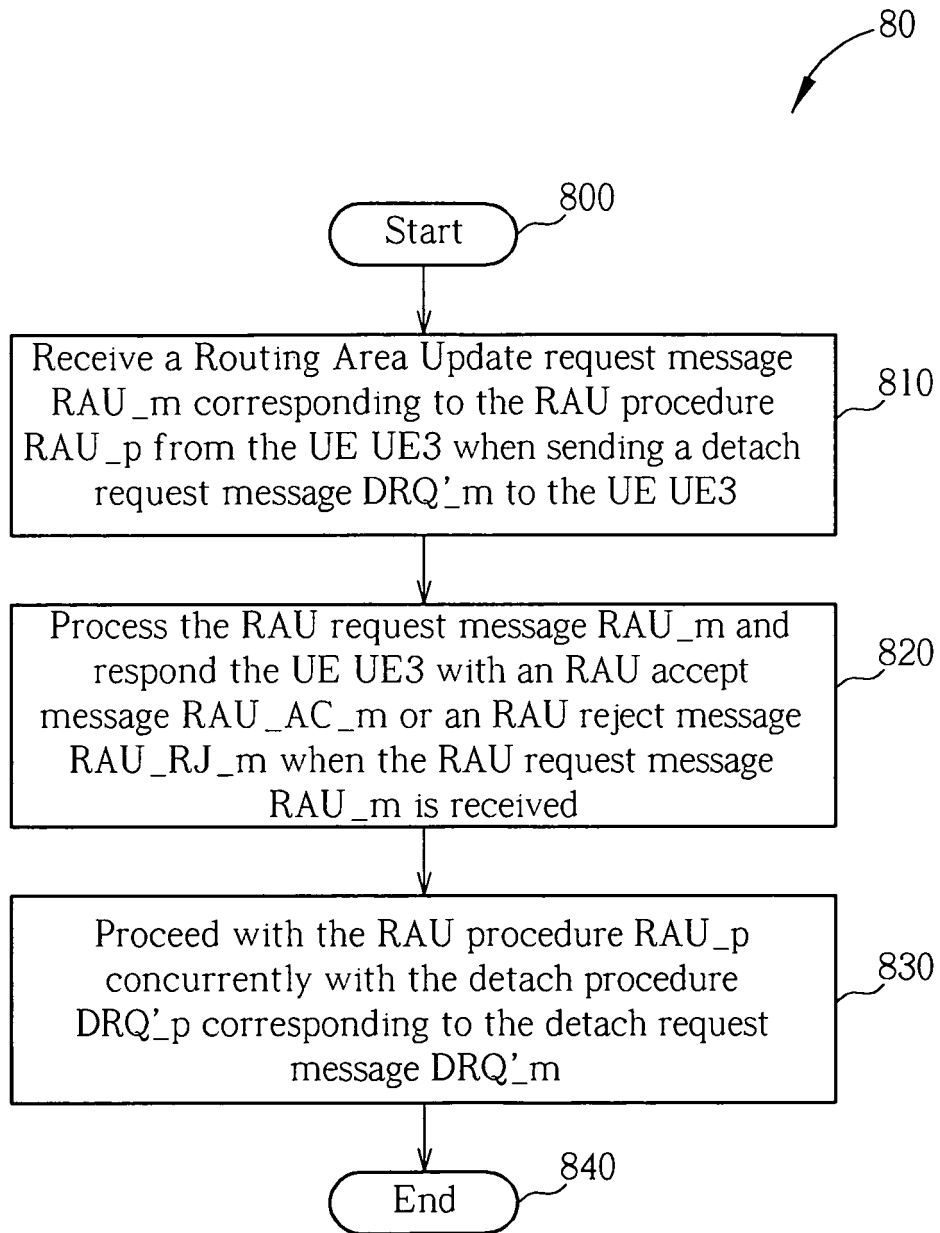 80
Start
800
Receive a Routing Area Update request message
RAU_m corresponding to the RAU procedure
RAU_p from the UE UE3 when sending a detach
request message DRQ'_m to the UE UE3
810
Process the RAU request message RAU_m and
respond the UE UE3 with an RAU accept
message RAU_AC_m or an RAU reject message
RAU_RJ_m when the RAU request message
RAU_m is received
820
Proceed with the RAU procedure RAU_p
concurrently with the detach procedure
DRQ'_p corresponding to the detach request
message DRQ'_m
830
End
840